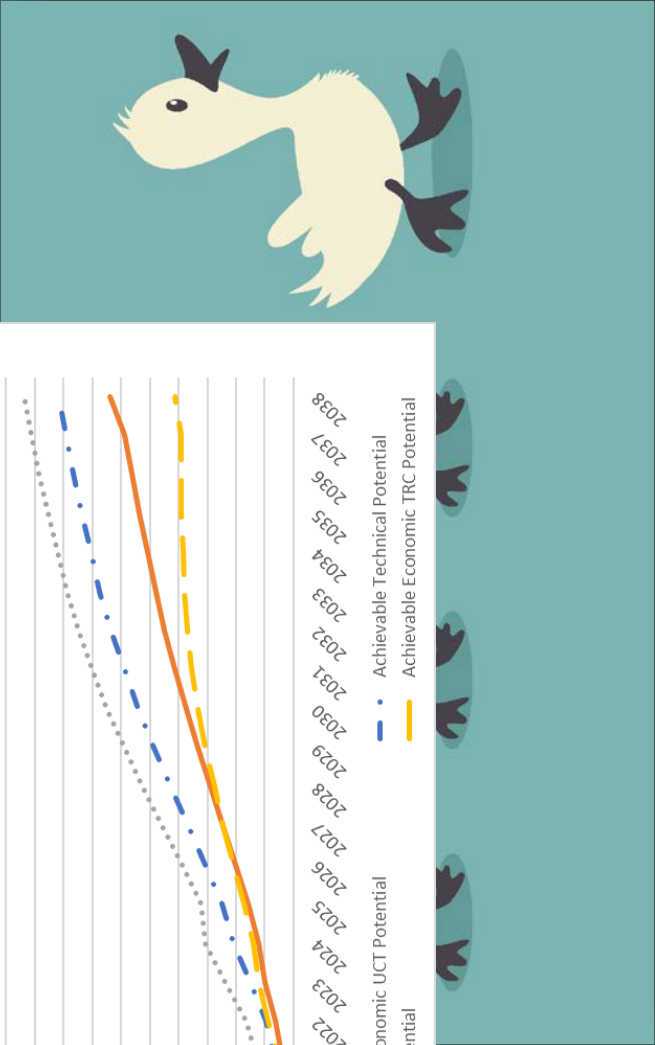 2022 2023 2024 2025 2026 2027 2028 2029 2030 2031 2032 2033 2034 2035 2036 2037 2038
onomic UCT Potential Achievable Technical Potential
ential Achievable Economic TRC Potential